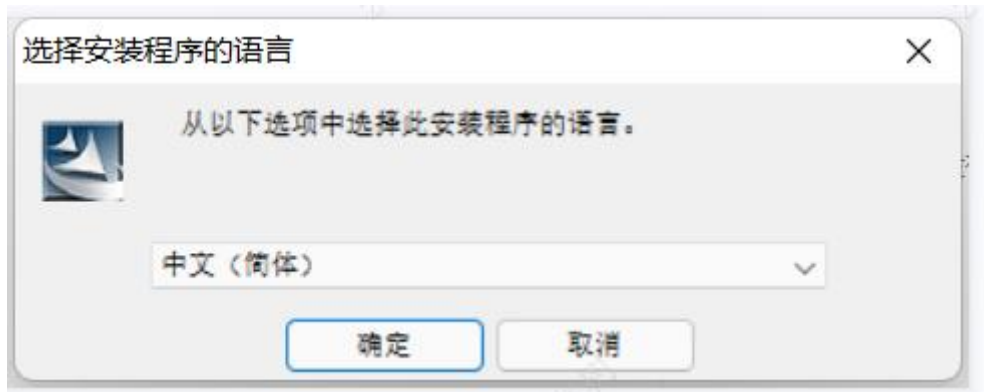 选择安装程序的语言
从以下选项中选择此安装程序的语言。
中文（简体）
确定
取消